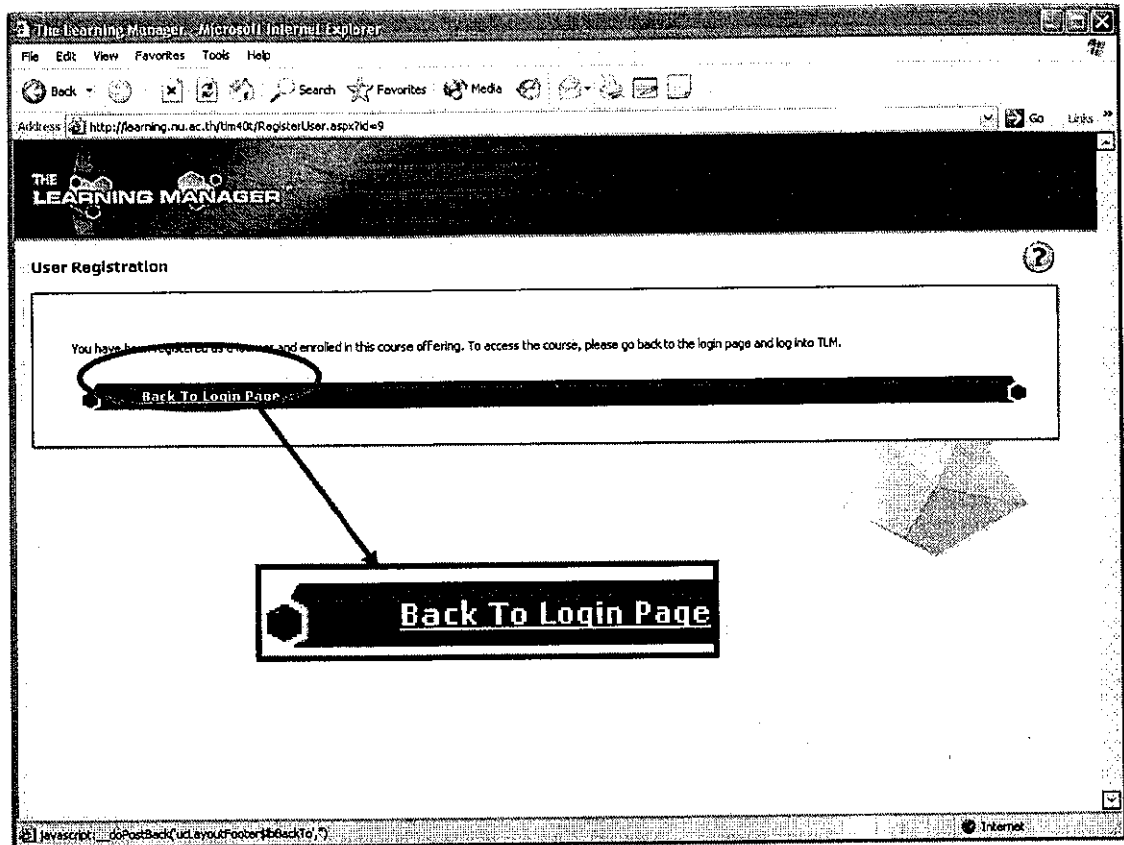 The Learning Manager - Microsoft Internet Explorer
File Edit View Favorites Tools Help
Back Search Favorites Media
Address http://learning.nu.ac.th/tlm40t/RegisterUser.aspx?id=9 Go Links »
THE
LEARNING MANAGER™
User Registration ?
You have been registered as a learner and enrolled in this course offering. To access the course, please go back to the login page and log into TLM.
Back To Login Page
Back To Login Page
javascript:__doPostBack('ucLayoutFooter$lbBackTo','') Internet